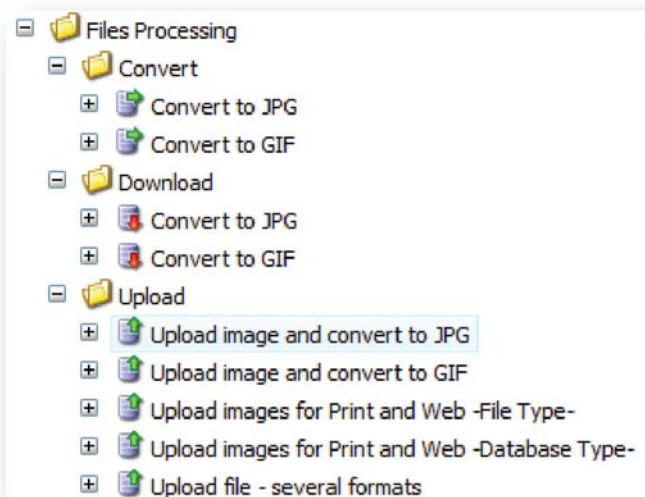 Files Processing
Convert
Convert to JPG
Convert to GIF
Download
Convert to JPG
Convert to GIF
Upload
Upload image and convert to JPG
Upload image and convert to GIF
Upload images for Print and Web -File Type-
Upload images for Print and Web -Database Type-
Upload file - several formats